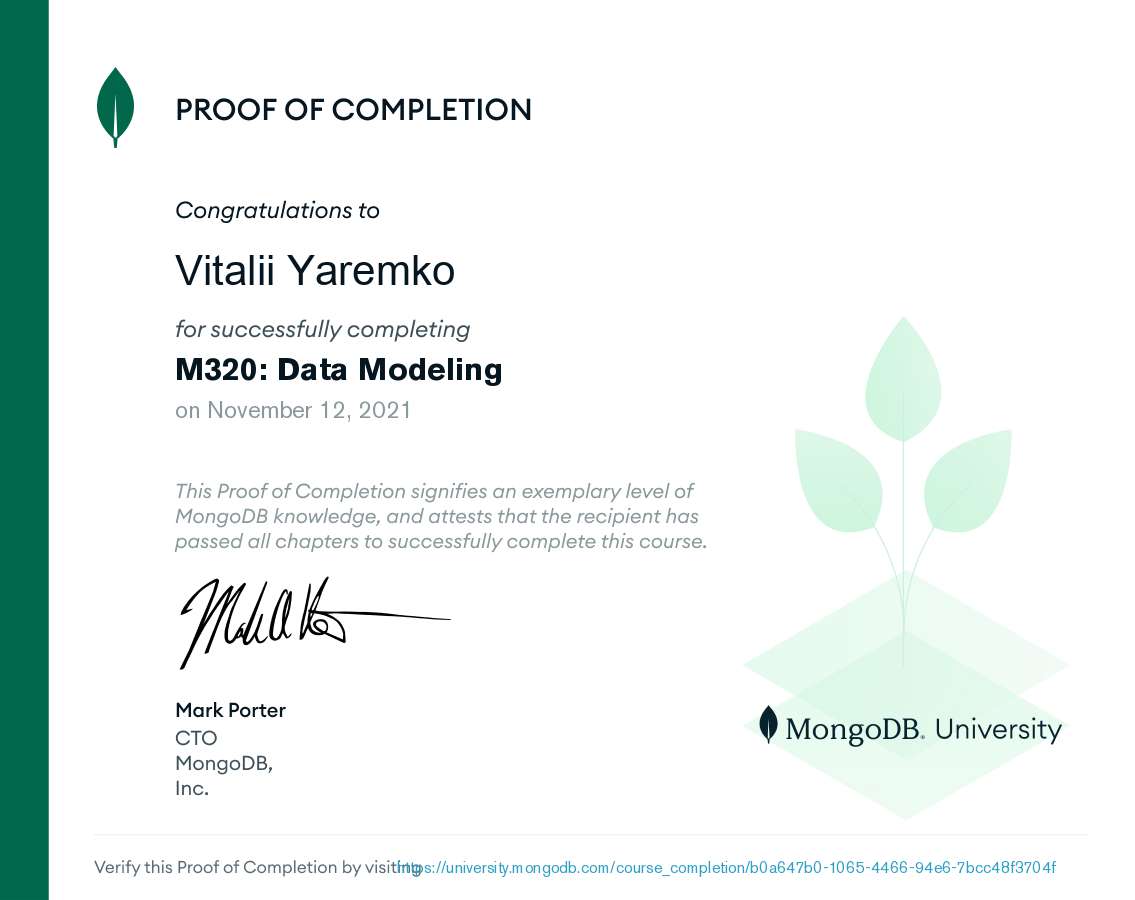 PROOF OF COMPLETION
Congratulations to
Vitalii Yaremko
for successfully completing
M320: Data Modeling
on November 12, 2021
This Proof of Completion signifies an exemplary level of
MongoDB knowledge, and attests that the recipient has
passed all chapters to successfully complete this course.
Mark Porter
CTO
MongoDB,
Inc.
MongoDB. University
Verify this Proof of Completion by visiting https://university.mongodb.com/course_completion/b0a647b0-1065-4466-94e6-7bcc48f3704f